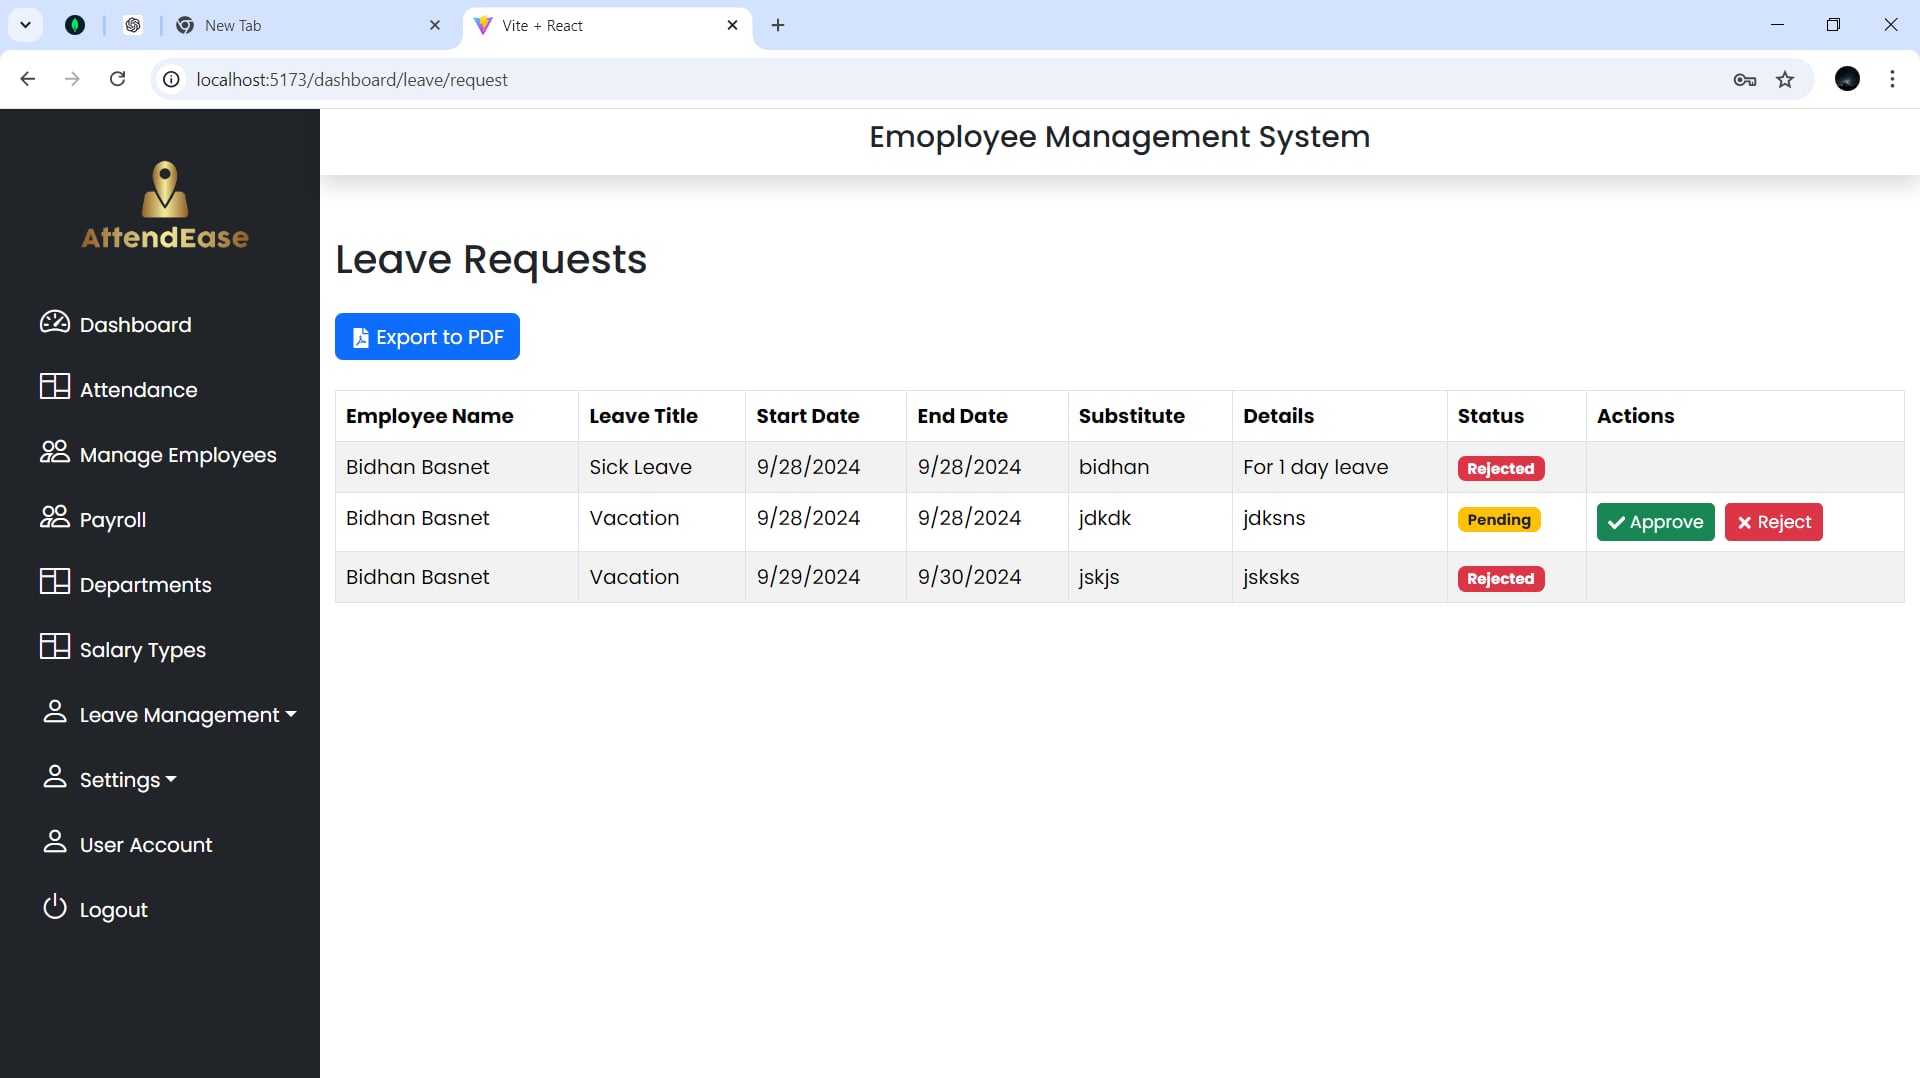 New Tab
Vite + React
localhost:5173/dashboard/leave/request
Emoployee Management System
AttendEase
Dashboard
Attendance
Manage Employees
Payroll
Departments
Salary Types
Leave Management
Settings
User Account
Logout
Leave Requests
Export to PDF
Employee Name Leave Title Start Date End Date Substitute Details Status Actions
Bidhan Basnet Sick Leave 9/28/2024 9/28/2024 bidhan For 1 day leave Rejected
Bidhan Basnet Vacation 9/28/2024 9/28/2024 jdkdk jdksns Pending Approve Reject
Bidhan Basnet Vacation 9/29/2024 9/30/2024 jskjs jsksks Rejected